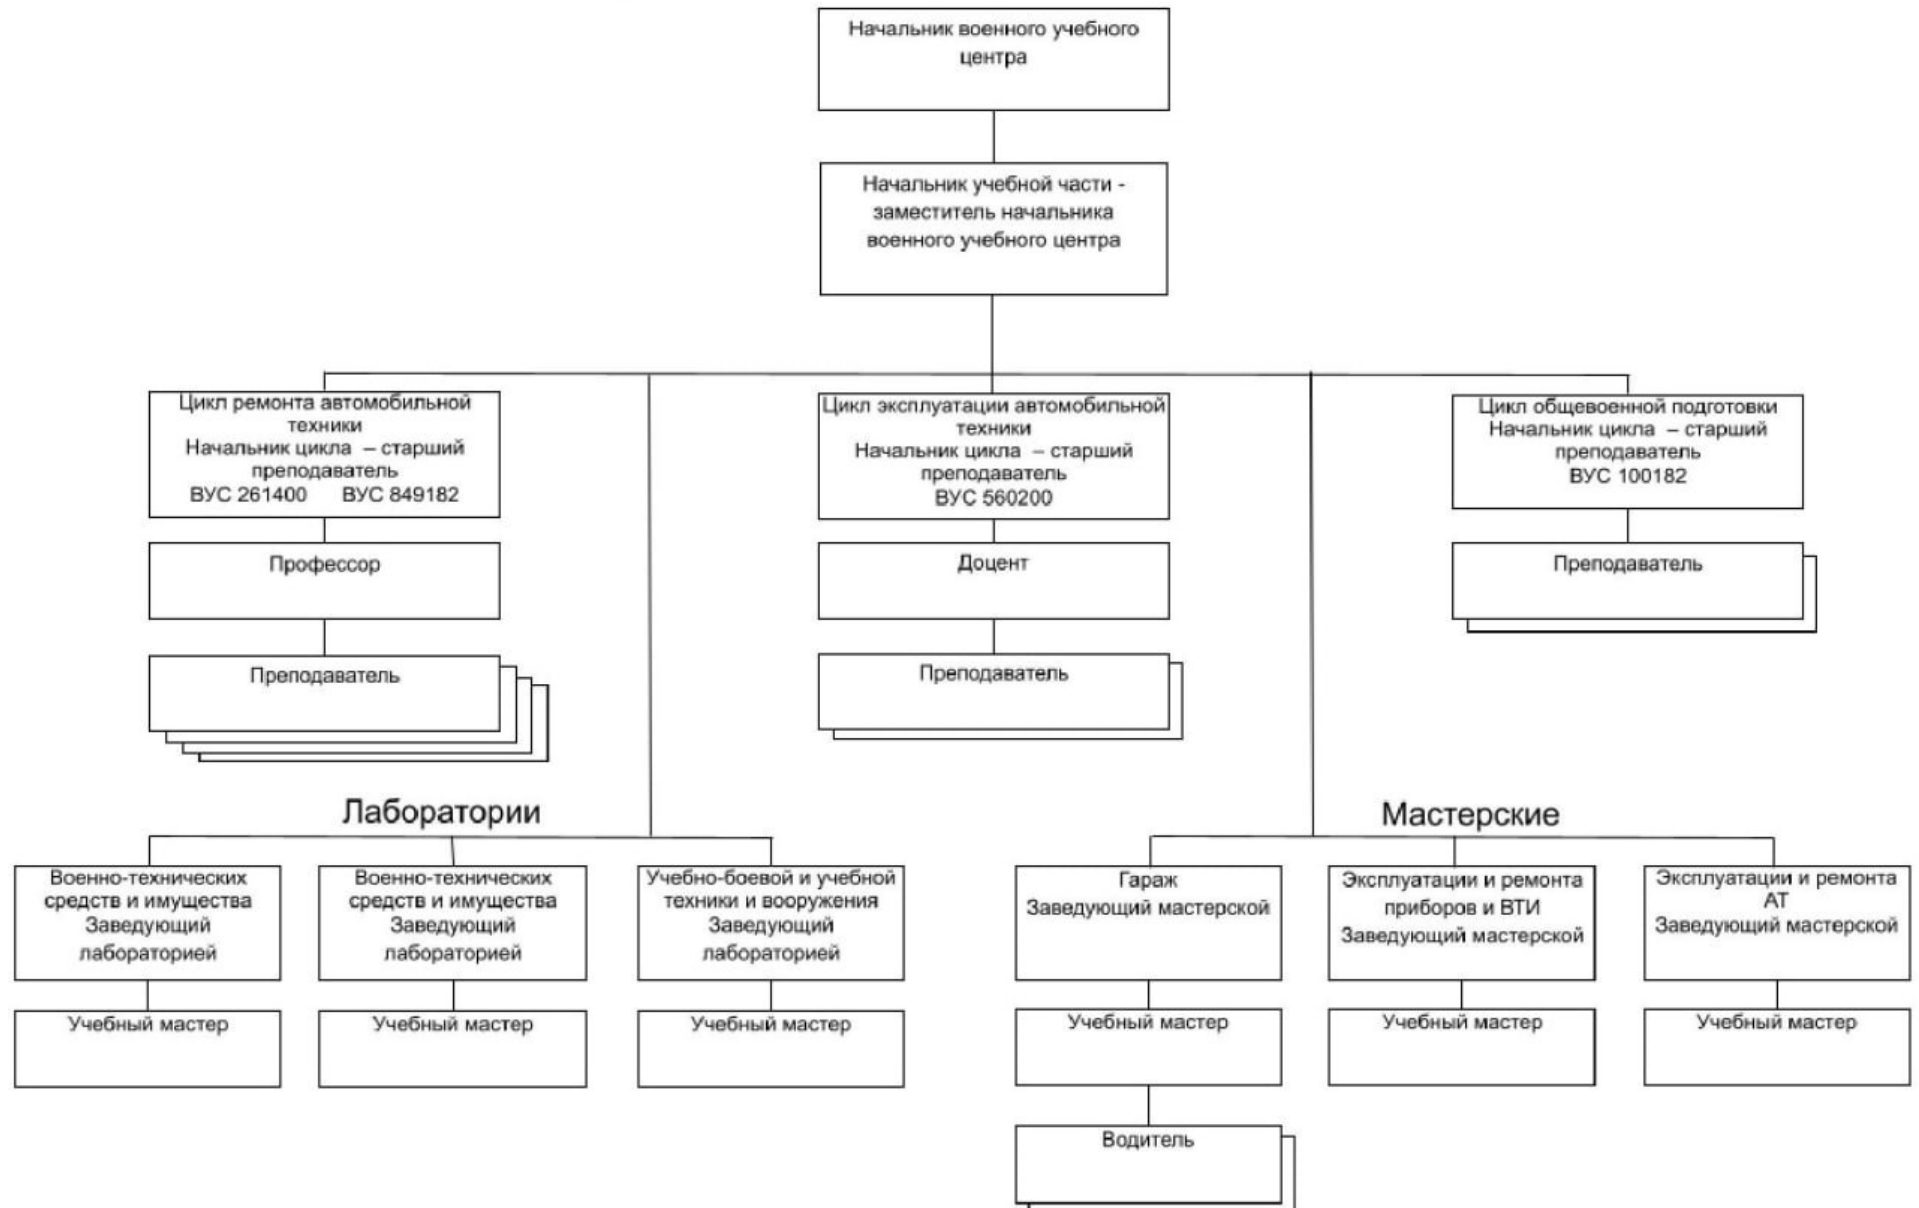 Начальник военного учебного
центра
Начальник учебной части -
заместитель начальника
военного учебного центра
Цикл ремонта автомобильной
техники
Начальник цикла – старший
преподаватель
ВУС 261400 ВУС 849182
Цикл эксплуатации автомобильной
техники
Начальник цикла – старший
преподаватель
ВУС 560200
Цикл общевоенной подготовки
Начальник цикла – старший
преподаватель
ВУС 100182
Профессор
Доцент
Преподаватель
Преподаватель
Преподаватель
Лаборатории
Мастерские
Военно-технических
средств и имущества
Заведующий
лабораторией
Военно-технических
средств и имущества
Заведующий
лабораторией
Учебно-боевой и учебной
техники и вооружения
Заведующий
лабораторией
Гараж
Заведующий мастерской
Эксплуатации и ремонта
приборов и ВТИ
Заведующий мастерской
Эксплуатации и ремонта
АТ
Заведующий мастерской
Учебный мастер
Учебный мастер
Учебный мастер
Учебный мастер
Учебный мастер
Учебный мастер
Водитель